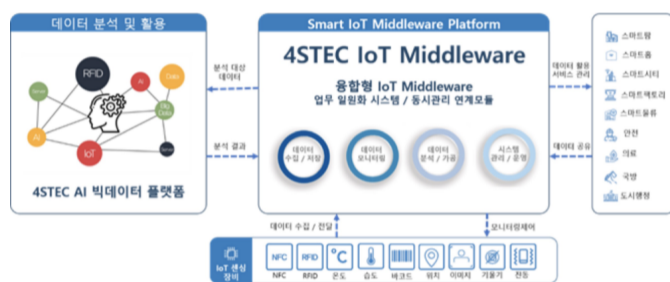 데이터 분석 및 활용
RFID
AI
Data
Server
Big
Data
AI
IoT
Server
4STEC AI 빅데이터 플랫폼
분석 대상
데이터
분석 결과
Smart IoT Middleware Platform
4STEC IoT Middleware
융합형 IoT Middleware
업무 일원화 시스템 / 동시관리 연계모듈
데이터
수집 / 저장
데이터
모니터링
데이터
분석 / 가공
시스템
관리 / 운영
데이터 활용
서비스 관리
데이터 공유
스마트팜
스마트홈
스마트시티
스마트팩토리
스마트물류
안전
의료
국방
도시행정
데이터 수집 / 전달
모니터링제어
IoT 센싱
장비
NFC
NFC
RFID
RFID
°C
온도
습도
바코드
위치
이미지
기울기
진동